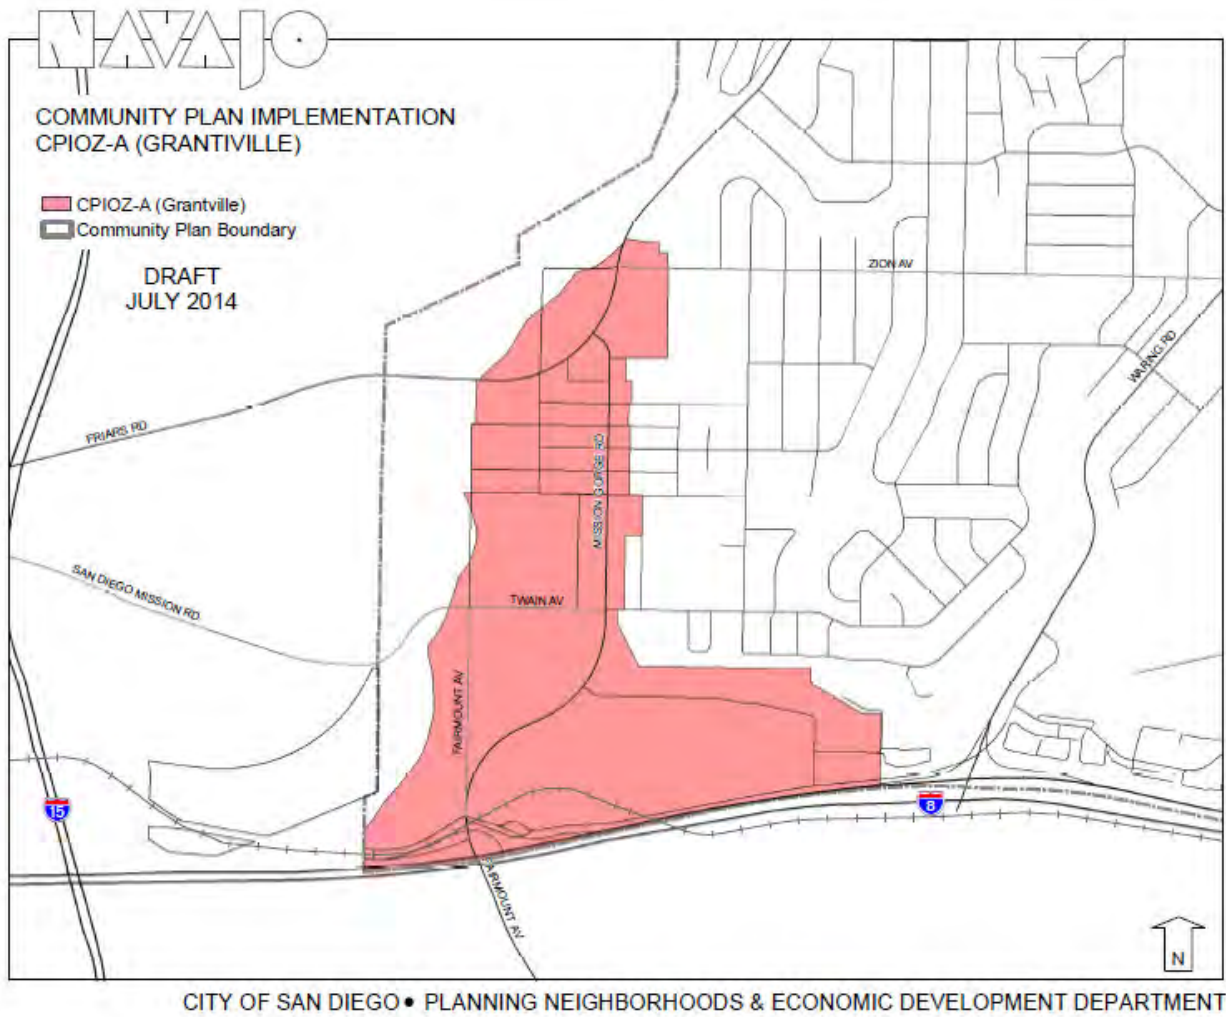 NAVAJO
COMMUNITY PLAN IMPLEMENTATION
CPIOZ-A (GRANTIVILLE)
CPIOZ-A (Grantville)
Community Plan Boundary
DRAFT
JULY 2014
ZION AV
WARING RD
FRIARS RD
MISSION GORGE RD
SAN DIEGO MISSION RD
TWAIN AV
FAIRMOUNT AV
15
8
FAIRMOUNT AV
N
CITY OF SAN DIEGO • PLANNING NEIGHBORHOODS & ECONOMIC DEVELOPMENT DEPARTMENT